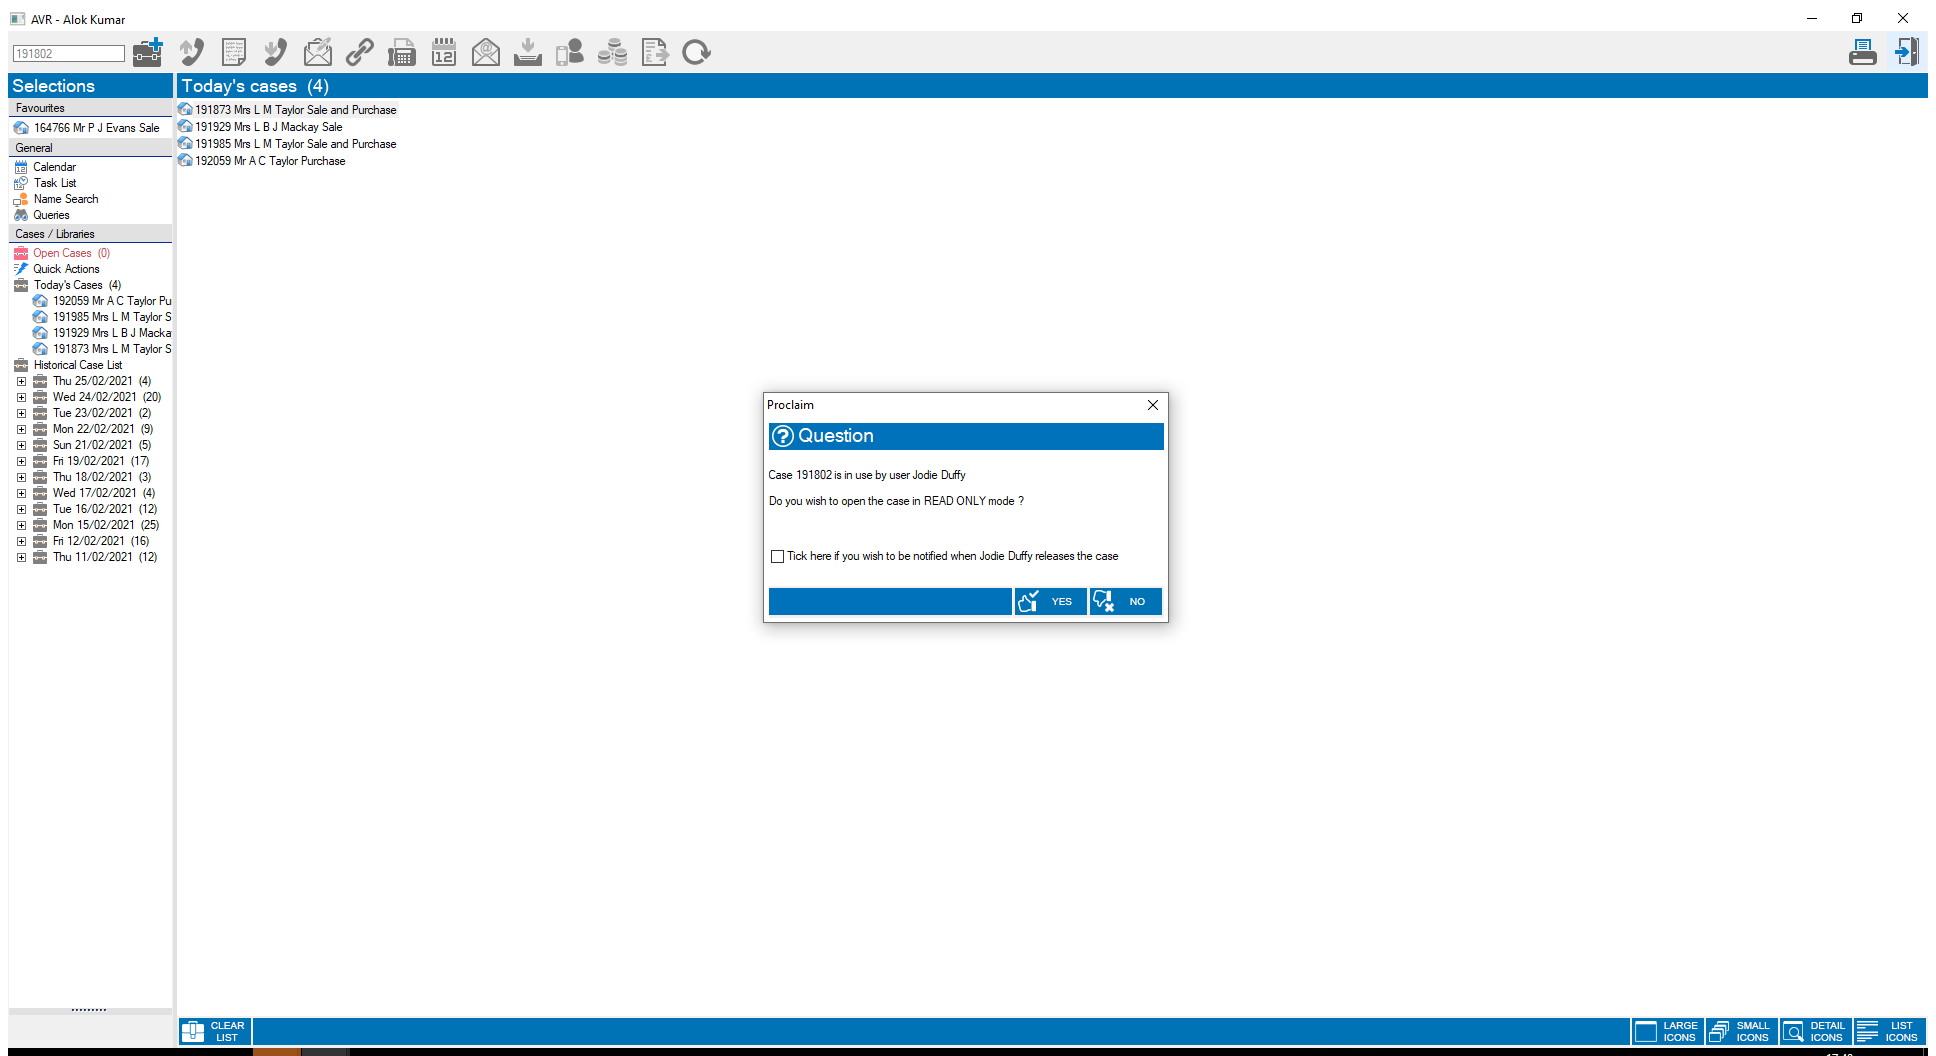 AVR - Alok Kumar
191802
12
Selections
Favourites
164766 Mr P J Evans Sale
General
Calendar
Task List
Name Search
Queries
Cases / Libraries
Open Cases (0)
Quick Actions
Today's Cases (4)
192059 Mr A C Taylor Pu
191985 Mrs L M Taylor S
191929 Mrs L B J Macka
191873 Mrs L M Taylor S
Historical Case List
Thu 25/02/2021 (4)
Wed 24/02/2021 (20)
Tue 23/02/2021 (2)
Mon 22/02/2021 (9)
Sun 21/02/2021 (5)
Fri 19/02/2021 (17)
Thu 18/02/2021 (3)
Wed 17/02/2021 (4)
Tue 16/02/2021 (12)
Mon 15/02/2021 (25)
Fri 12/02/2021 (16)
Thu 11/02/2021 (12)
Today's cases (4)
191873 Mrs L M Taylor Sale and Purchase
191929 Mrs L B J Mackay Sale
191985 Mrs L M Taylor Sale and Purchase
192059 Mr A C Taylor Purchase
Proclaim
? Question
Case 191802 is in use by user Jodie Duffy
Do you wish to open the case in READ ONLY mode ?
Tick here if you wish to be notified when Jodie Duffy releases the case
YES
NO
CLEAR
LIST
LARGE
ICONS
SMALL
ICONS
DETAIL
ICONS
LIST
ICONS